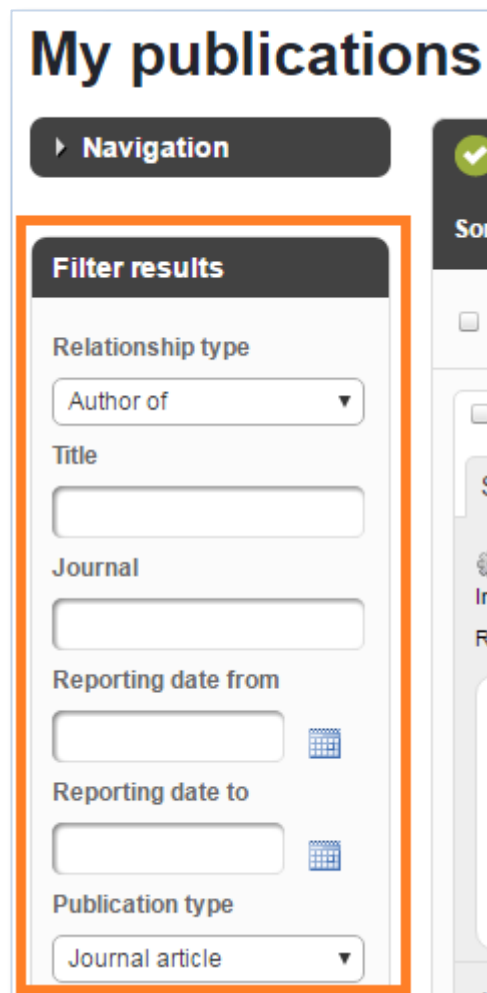 My publications
Navigation
Filter results
Relationship type
Author of
Title
Journal
Reporting date from
Reporting date to
Publication type
Journal article